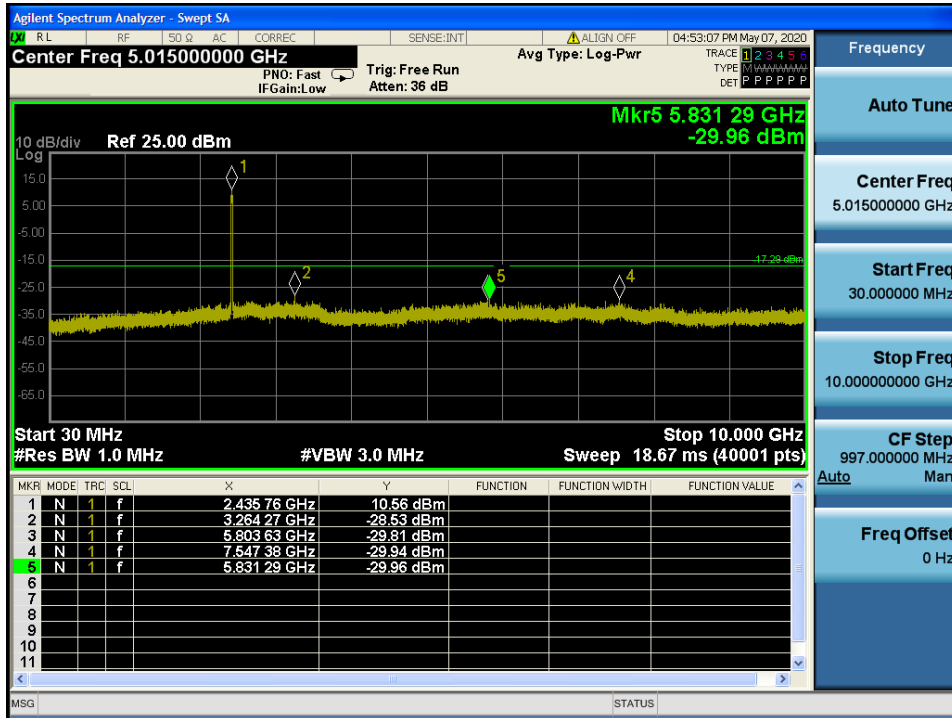 Agilent Spectrum Analyzer - Swept SA
LXI RL RF 50 Ω AC CORREC SENSE:INT ALIGN OFF 04:53:07 PM May 07, 2020
Center Freq 5.015000000 GHz
PNO: Fast
IFGain:Low
Trig: Free Run
Atten: 36 dB
Avg Type: Log-Pwr
TRACE 1 2 3 4 5 6
TYPE M W W W W W
DET P P P P P P
Mkr5 5.831 29 GHz
-29.96 dBm
10 dB/div Ref 25.00 dBm
Log
15.0
5.00
-5.00
-15.0
-25.0
-35.0
-45.0
-55.0
-65.0
1
2
5
4
-17.29 dBm
Start 30 MHz Stop 10.000 GHz
#Res BW 1.0 MHz #VBW 3.0 MHz Sweep 18.67 ms (40001 pts)
MKR MODE TRC SCL X Y FUNCTION FUNCTION WIDTH FUNCTION VALUE
1 N 1 f 2.435 76 GHz 10.56 dBm
2 N 1 f 3.264 27 GHz -28.53 dBm
3 N 1 f 5.803 63 GHz -29.81 dBm
4 N 1 f 7.547 38 GHz -29.94 dBm
5 N 1 f 5.831 29 GHz -29.96 dBm
6
7
8
9
10
11
MSG STATUS
Frequency
Auto Tune
Center Freq
5.015000000 GHz
Start Freq
30.000000 MHz
Stop Freq
10.000000000 GHz
CF Step
997.000000 MHz
Auto Man
Freq Offset
0 Hz